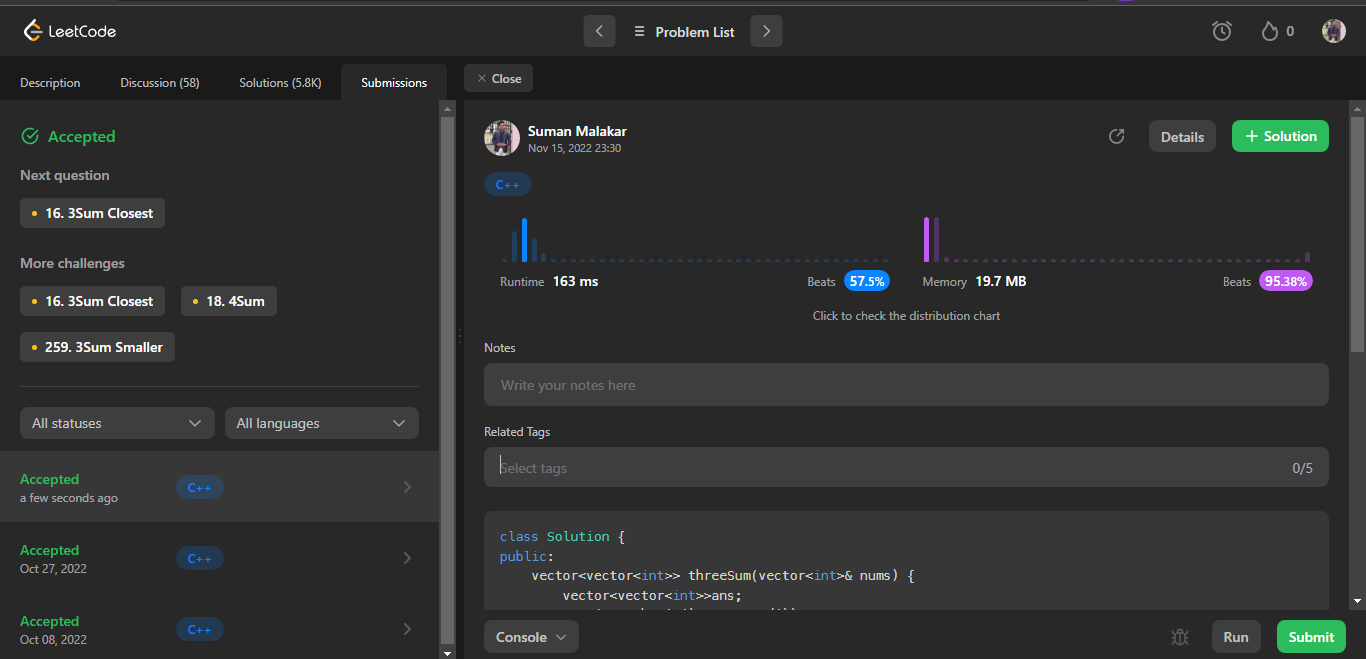 LeetCode
Problem List
0
Description
Discussion (58)
Solutions (5.8K)
Submissions
Close
Accepted
Next question
16. 3Sum Closest
More challenges
16. 3Sum Closest
18. 4Sum
259. 3Sum Smaller
All statuses
All languages
Accepted
a few seconds ago
C++
Accepted
Oct 27, 2022
C++
Accepted
Oct 08, 2022
C++
Suman Malakar
Nov 15, 2022 23:30
Details
+ Solution
C++
Runtime 163 ms
Beats 57.5%
Memory 19.7 MB
Beats 95.38%
Click to check the distribution chart
Notes
Write your notes here
Related Tags
Select tags
0/5
class Solution {
public:
vector<vector<int>> threeSum(vector<int>& nums) {
vector<vector<int>>ans;
Console
Run
Submit